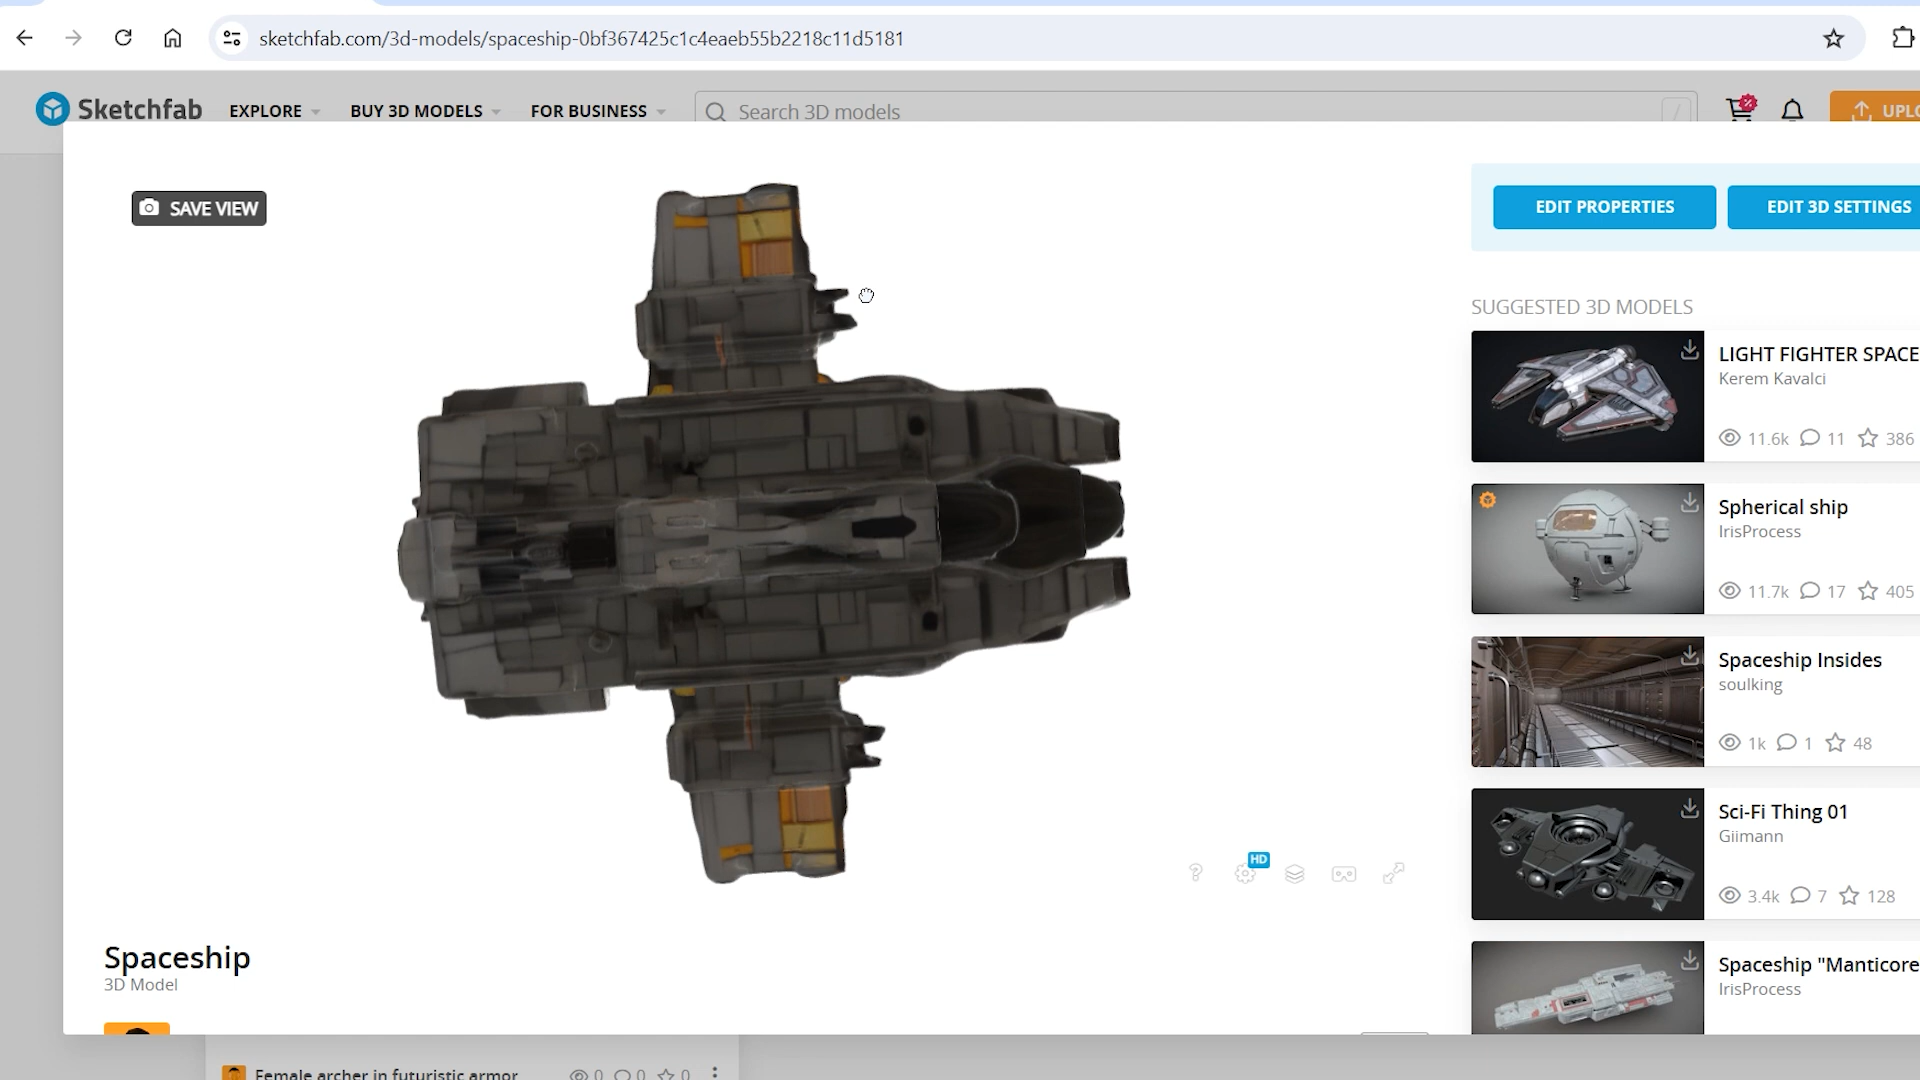 sketchfab.com/3d-models/spaceship-0bf367425c1c4eaeb55b2218c11d5181
Sketchfab EXPLORE BUY 3D MODELS FOR BUSINESS Search 3D models / UPLO
SAVE VIEW
EDIT PROPERTIES EDIT 3D SETTINGS
SUGGESTED 3D MODELS
LIGHT FIGHTER SPACE
Kerem Kavalci
11.6k 11 386
Spherical ship
IrisProcess
11.7k 17 405
Spaceship Insides
soulking
1k 1 48
Sci-Fi Thing 01
Giimann
3.4k 7 128
Spaceship "Manticore
IrisProcess
? HD
Spaceship
3D Model
Female archer in futuristic armor 0 0 0